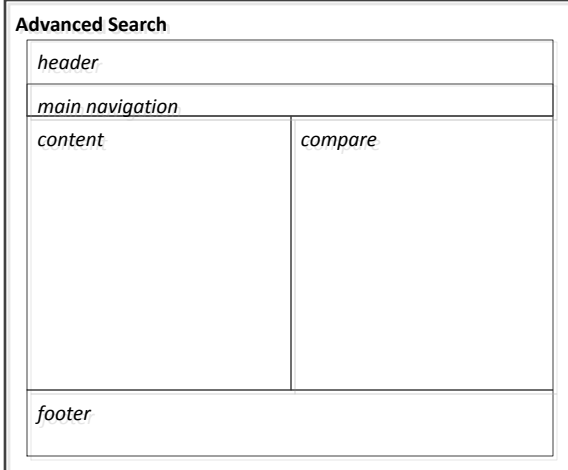 Advanced Search
header
main navigation
content
compare
footer